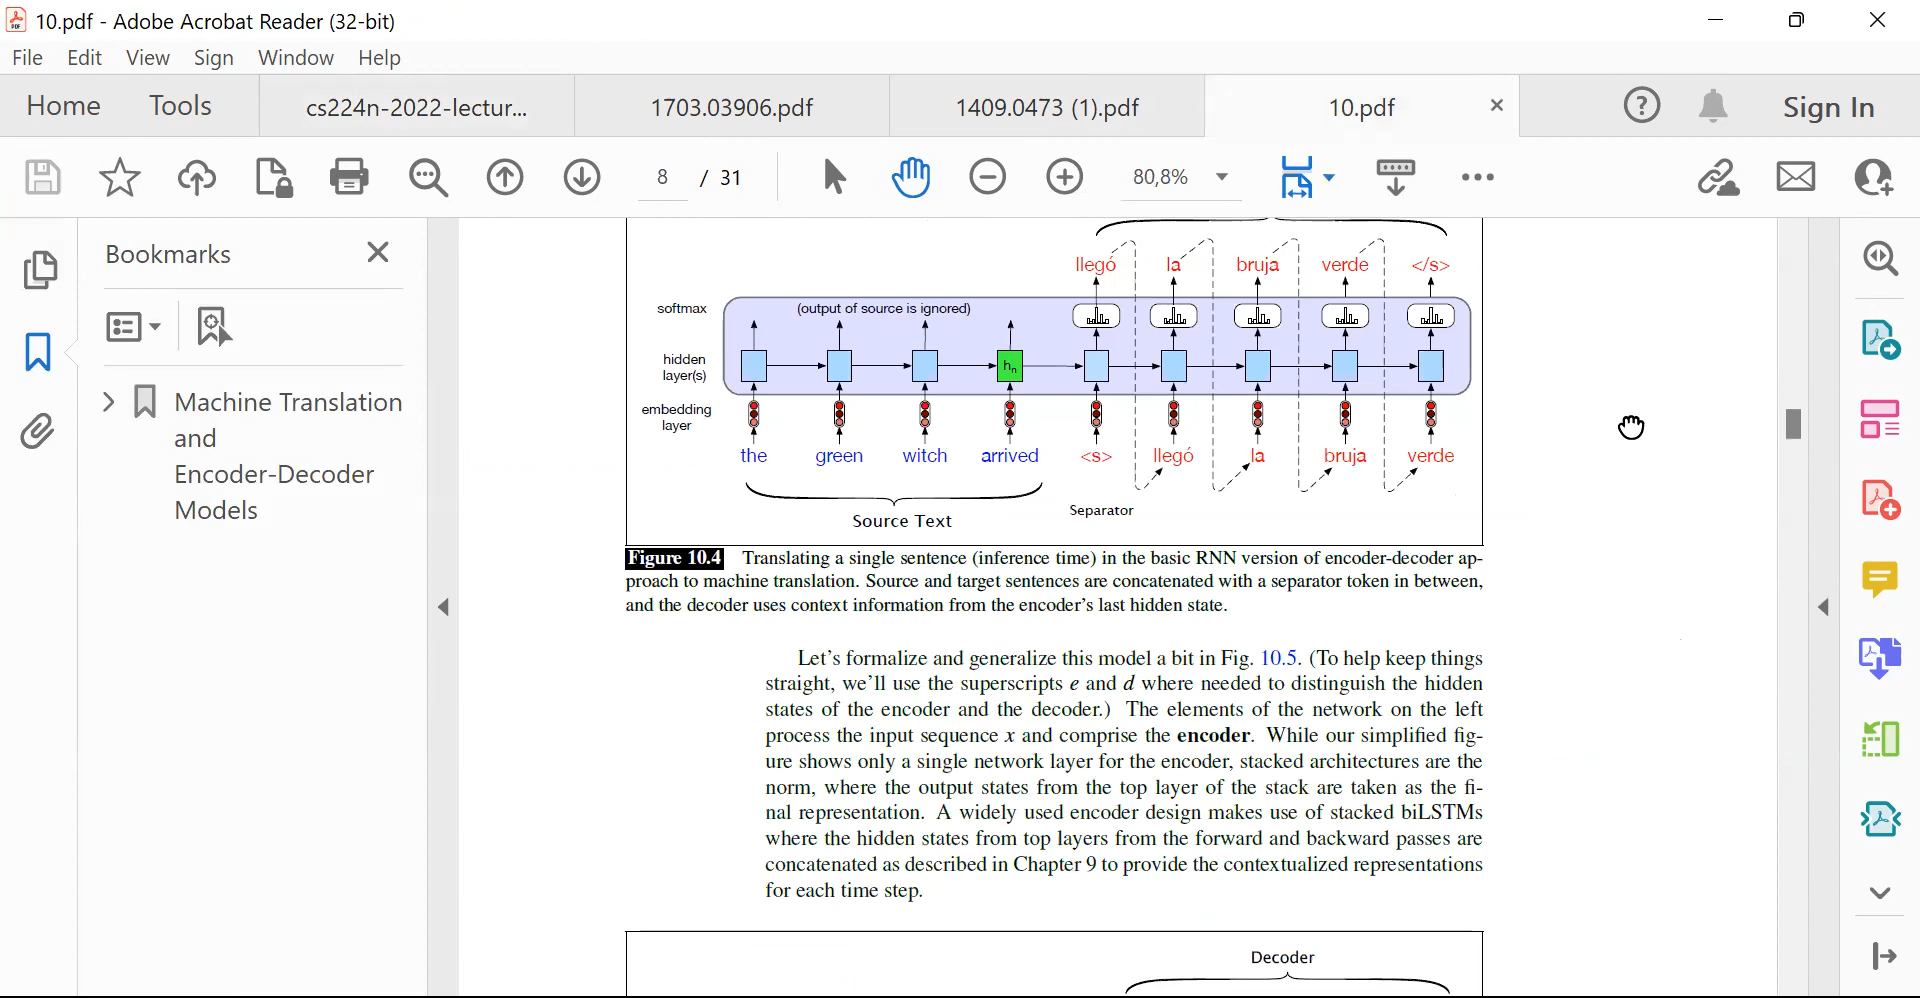 10.pdf - Adobe Acrobat Reader (32-bit)
File Edit View Sign Window Help
Home Tools cs224n-2022-lectur... 1703.03906.pdf 1409.0473 (1).pdf 10.pdf Sign In
8 / 31 80,8%
Bookmarks
Machine Translation
and
Encoder-Decoder
Models
llegó la bruja verde </s>
softmax (output of source is ignored)
hidden
layer(s)
hn
embedding
layer
the green witch arrived <s> llegó la bruja verde
Separator
Source Text
Figure 10.4 Translating a single sentence (inference time) in the basic RNN version of encoder-decoder ap-
proach to machine translation. Source and target sentences are concatenated with a separator token in between,
and the decoder uses context information from the encoder's last hidden state.
Let's formalize and generalize this model a bit in Fig. 10.5. (To help keep things
straight, we'll use the superscripts e and d where needed to distinguish the hidden
states of the encoder and the decoder.) The elements of the network on the left
process the input sequence x and comprise the encoder. While our simplified fig-
ure shows only a single network layer for the encoder, stacked architectures are the
norm, where the output states from the top layer of the stack are taken as the fi-
nal representation. A widely used encoder design makes use of stacked biLSTMs
where the hidden states from top layers from the forward and backward passes are
concatenated as described in Chapter 9 to provide the contextualized representations
for each time step.
Decoder